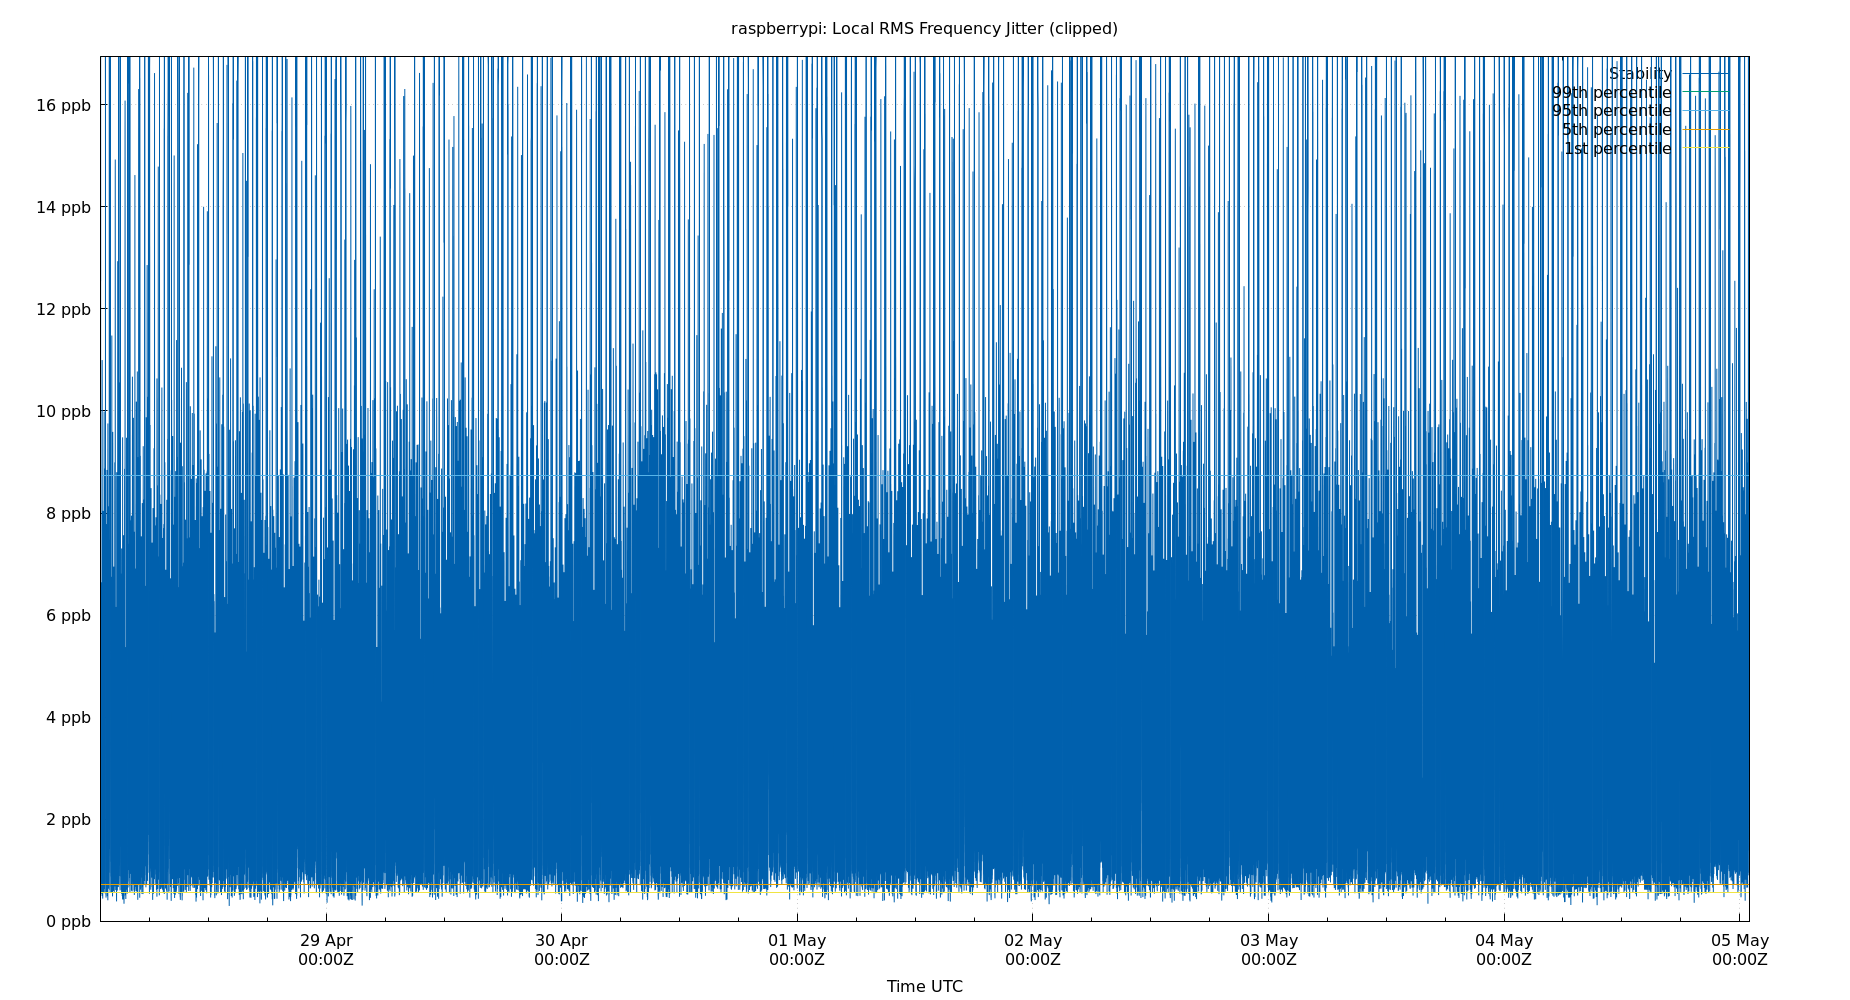 raspberrypi: Local RMS Frequency Jitter (clipped)
Stability
99th percentile
95th percentile
5th percentile
1st percentile
16 ppb
14 ppb
12 ppb
10 ppb
8 ppb
6 ppb
4 ppb
2 ppb
0 ppb
29 Apr
00:00Z
30 Apr
00:00Z
01 May
00:00Z
02 May
00:00Z
03 May
00:00Z
04 May
00:00Z
05 May
00:00Z
Time UTC